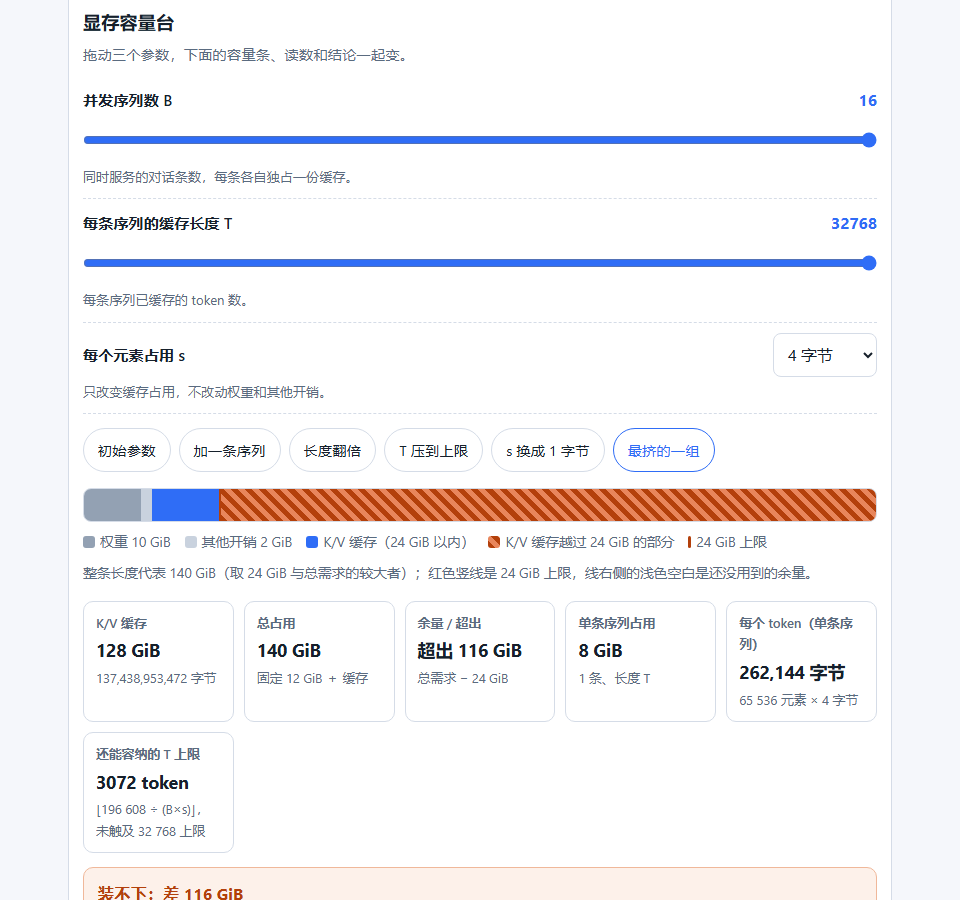 显存容量台
拖动三个参数，下面的容量条、读数和结论一起变。
并发序列数 B
16
同时服务的对话条数，每条各自独占一份缓存。
每条序列的缓存长度 T
32768
每条序列已缓存的 token 数。
每个元素占用 s
4 字节
只改变缓存占用，不改动权重和其他开销。
初始参数
加一条序列
长度翻倍
T 压到上限
s 换成 1 字节
最挤的一组
权重 10 GiB
其他开销 2 GiB
K/V 缓存（24 GiB 以内）
K/V 缓存越过 24 GiB 的部分
24 GiB 上限
整条长度代表 140 GiB（取 24 GiB 与总需求的较大者）；红色竖线是 24 GiB 上限，线右侧的浅色空白是还没用到的余量。
K/V 缓存
128 GiB
137,438,953,472 字节
总占用
140 GiB
固定 12 GiB + 缓存
余量 / 超出
超出 116 GiB
总需求 − 24 GiB
单条序列占用
8 GiB
1 条、长度 T
每个 token（单条序
列）
262,144 字节
65 536 元素 × 4 字节
还能容纳的 T 上限
3072 token
⌊196 608 ÷ (B×s)⌋，
未触及 32 768 上限
装不下：差 116 GiB